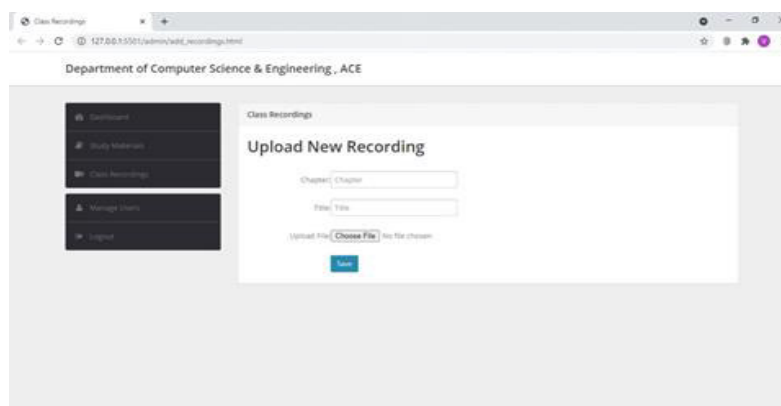 Class Recordings
127.0.0.1:5501/admin/add_recordings.html
Department of Computer Science & Engineering , ACE
Dashboard
Study Materials
Class Recordings
Manage Users
Logout
Class Recordings
Upload New Recording
Chapter Chapter
Title Title
Upload File Choose File No file chosen
Save